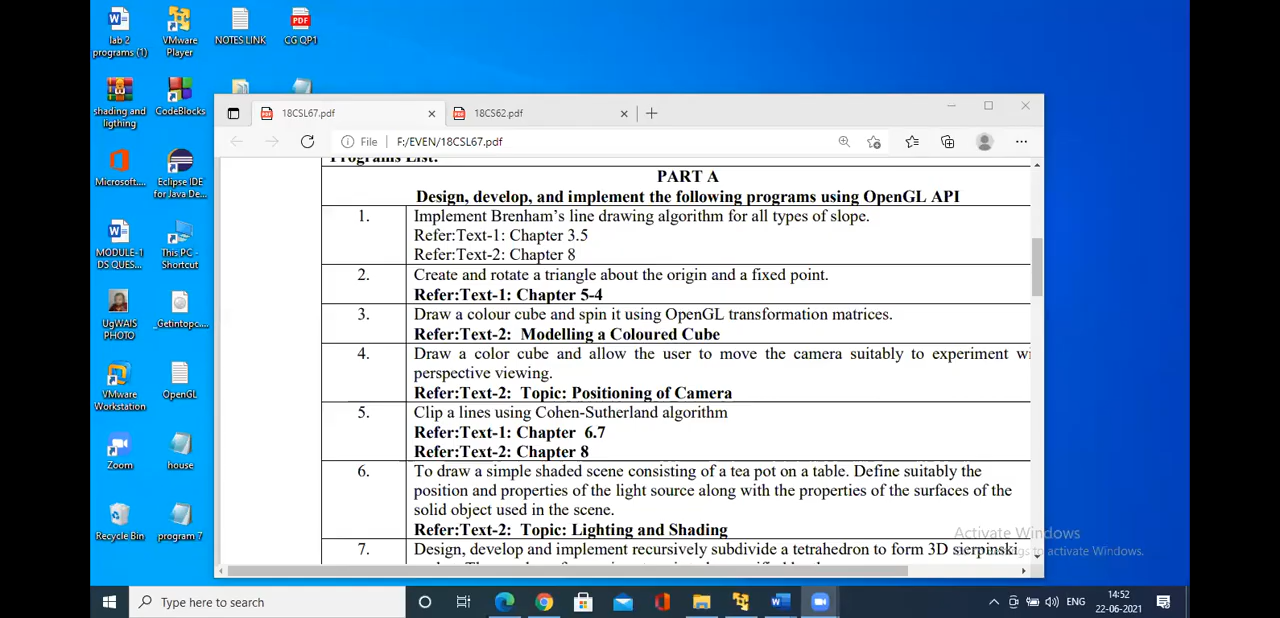 lab 2
programs (1)
VMware
Player
NOTES LINK
PDF
CG QP1
shading and
ligthing
CodeBlocks
Microsoft....
Eclipse IDE
for Java De...
MODULE-1
DS QUES...
This PC -
Shortcut
UgWAIS
PHOTO
_Getintopc....
VMware
Workstation
OpenGL
Zoom
house
Recycle Bin
program 7
18CSL67.pdf
18CS62.pdf
File
F:/EVEN/18CSL67.pdf
Programs List:
PART A
Design, develop, and implement the following programs using OpenGL API
1. Implement Brenham's line drawing algorithm for all types of slope.
Refer:Text-1: Chapter 3.5
Refer:Text-2: Chapter 8
2. Create and rotate a triangle about the origin and a fixed point.
Refer:Text-1: Chapter 5-4
3. Draw a colour cube and spin it using OpenGL transformation matrices.
Refer:Text-2: Modelling a Coloured Cube
4. Draw a color cube and allow the user to move the camera suitably to experiment wi
perspective viewing.
Refer:Text-2: Topic: Positioning of Camera
5. Clip a lines using Cohen-Sutherland algorithm
Refer:Text-1: Chapter 6.7
Refer:Text-2: Chapter 8
6. To draw a simple shaded scene consisting of a tea pot on a table. Define suitably the
position and properties of the light source along with the properties of the surfaces of the
solid object used in the scene.
Refer:Text-2: Topic: Lighting and Shading
7. Design, develop and implement recursively subdivide a tetrahedron to form 3D sierpinski
Activate Windows
to activate Windows.
Type here to search
ENG
14:52
22-06-2021